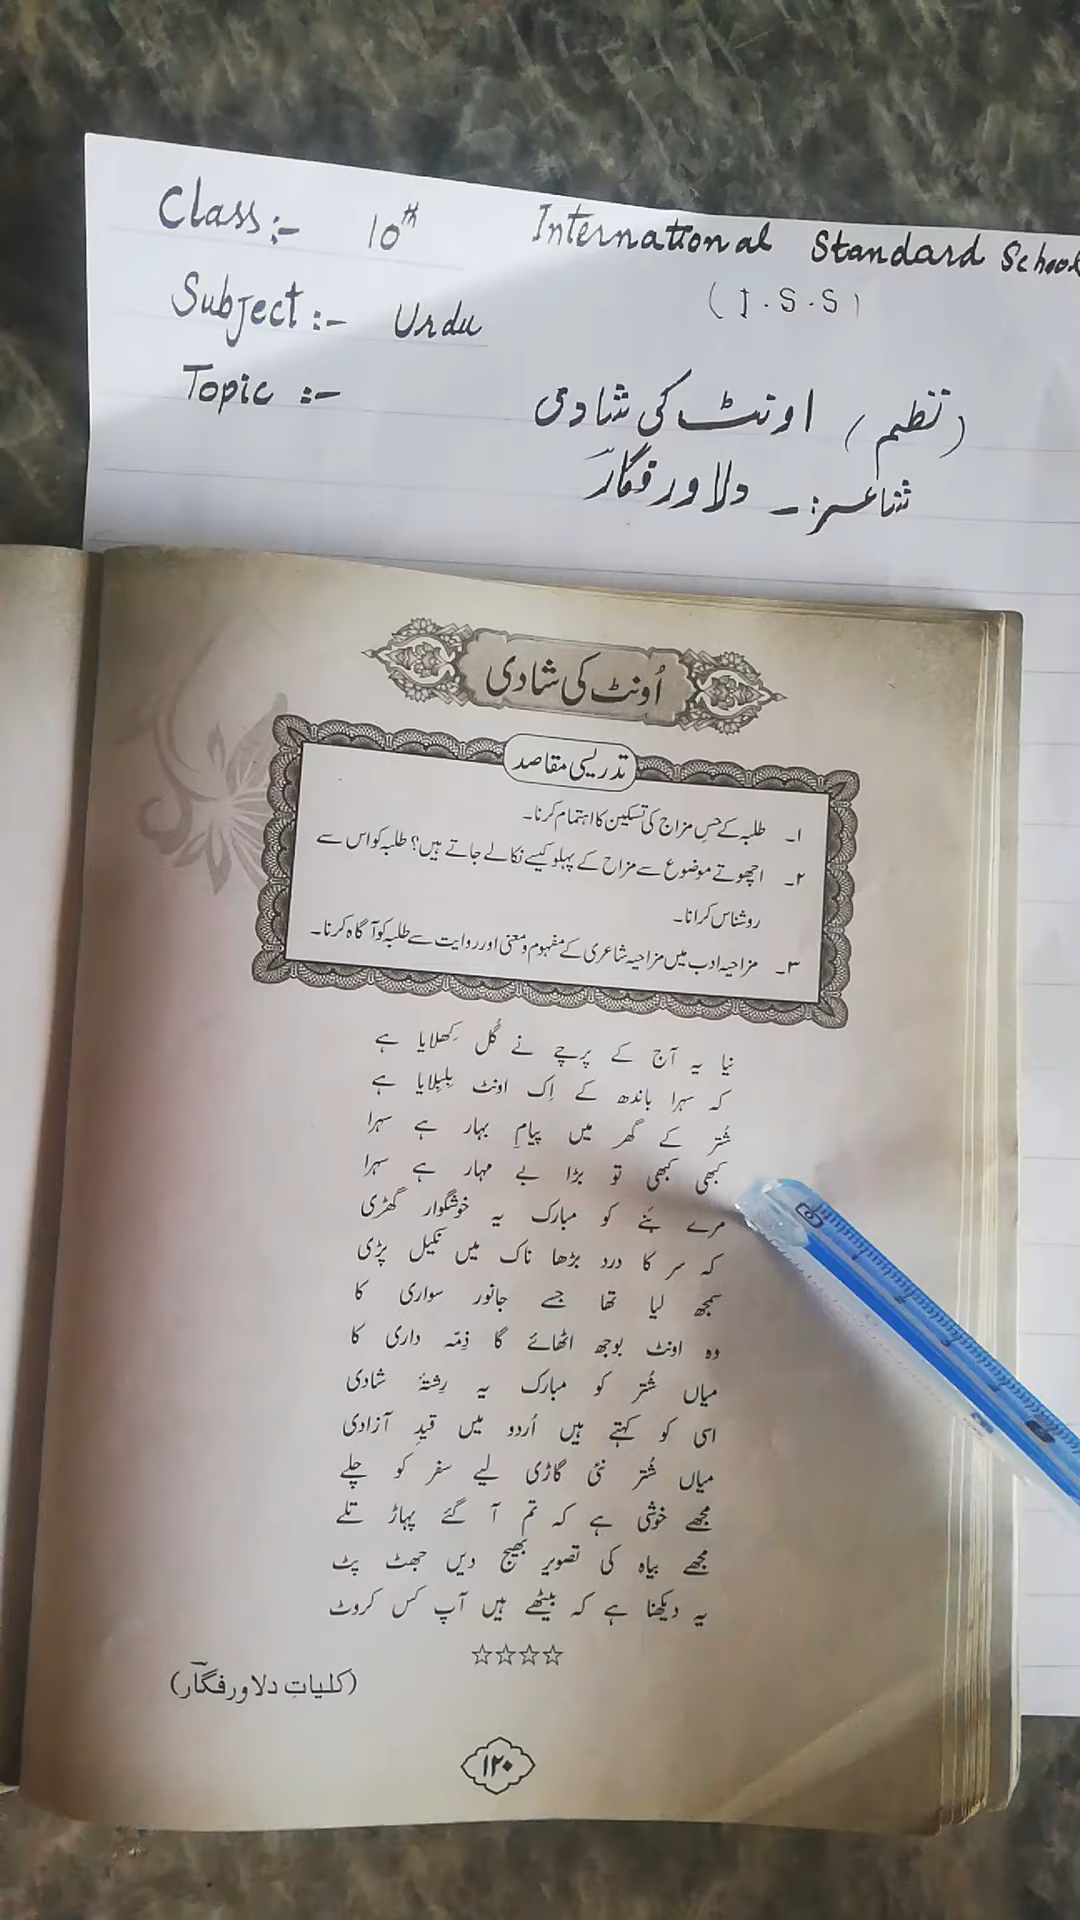 Class:- 10th International Standard School
(I.S.S)
Subject:- Urdu
Topic :- (نظم) اونٹ کی شادی
شاعر:- دلاور فگار
اُونٹ کی شادی
تدریسی مقاصد
۱۔ طلبہ کے حسِ مزاح کی تسکین کا اہتمام کرنا۔
۲۔ اچھوتے موضوع سے مزاح کے پہلو کیسے نکالے جاتے ہیں؟ طلبہ کو اس سے
روشناس کرانا۔
۳۔ مزاحیہ ادب میں مزاحیہ شاعری کے مفہوم و معنی اور روایت سے طلبہ کو آگاہ کرنا۔
نیا یہ آج کے پرچے نے گُل کِھلایا ہے
کہ سہرا باندھ کے اِک اونٹ بِلبِلایا ہے
شُتر کے گھر میں پیامِ بہار ہے سہرا
کبھی کبھی تو بڑا بے مہار ہے سہرا
مرے بَنے کو مبارک یہ خوشگوار گھڑی
کہ سر کا درد بڑھا ناک میں نکیل پڑی
سمجھ لیا تھا جسے جانور سواری کا
وہ اونٹ بوجھ اٹھائے گا ذِمّہ داری کا
میاں شُتر کو مبارک یہ رِشتۂ شادی
اسی کو کہتے ہیں اُردو میں قیدِ آزادی
میاں شُتر نئی گاڑی لیے سفر کو چلے
مجھے خوشی ہے کہ تم آ گئے پہاڑ تلے
مجھے بیاہ کی تصویر بھیج دیں جھٹ پٹ
یہ دیکھنا ہے کہ بیٹھے ہیں آپ کس کروٹ
☆☆☆☆
(کلیاتِ دلاور فگار)
۱۲۰